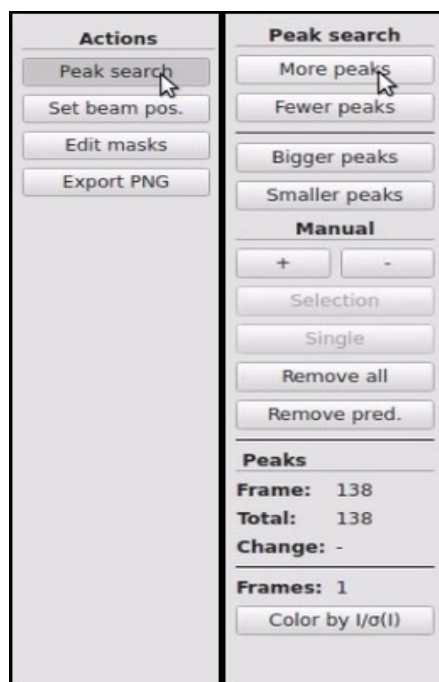 Actions
Peak search
Set beam pos.
Edit masks
Export PNG
Peak search
More peaks
Fewer peaks
Bigger peaks
Smaller peaks
Manual
+ -
Selection
Single
Remove all
Remove pred.
Peaks
Frame: 138
Total: 138
Change: -
Frames: 1
Color by I/σ(I)